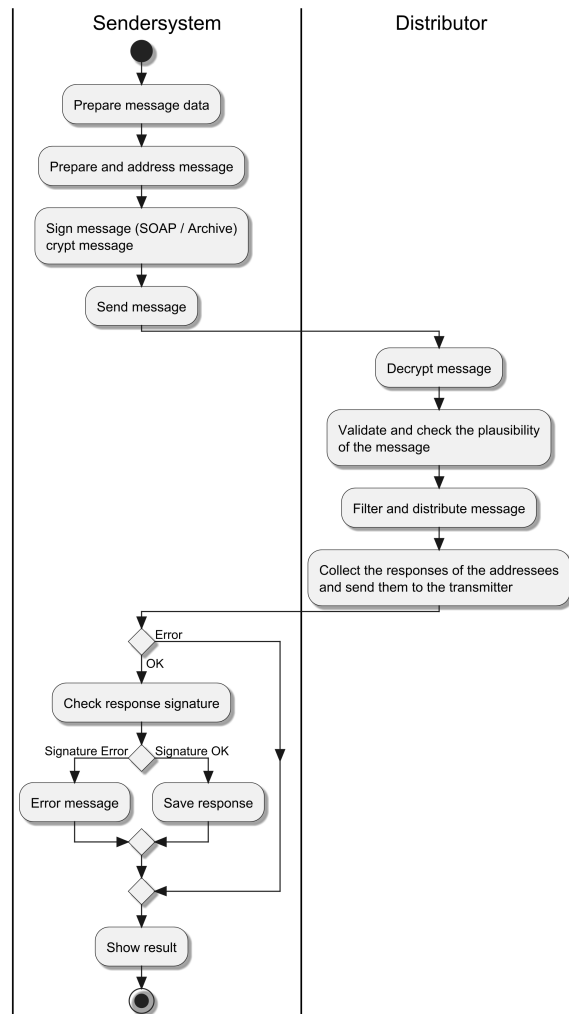 Sendersystem
Distributor
Prepare message data
Prepare and address message
Sign message (SOAP / Archive)
crypt message
Send message
Decrypt message
Validate and check the plausibility
of the message
Filter and distribute message
Collect the responses of the addressees
and send them to the transmitter
Error
OK
Check response signature
Signature Error
Signature OK
Error message
Save response
Show result